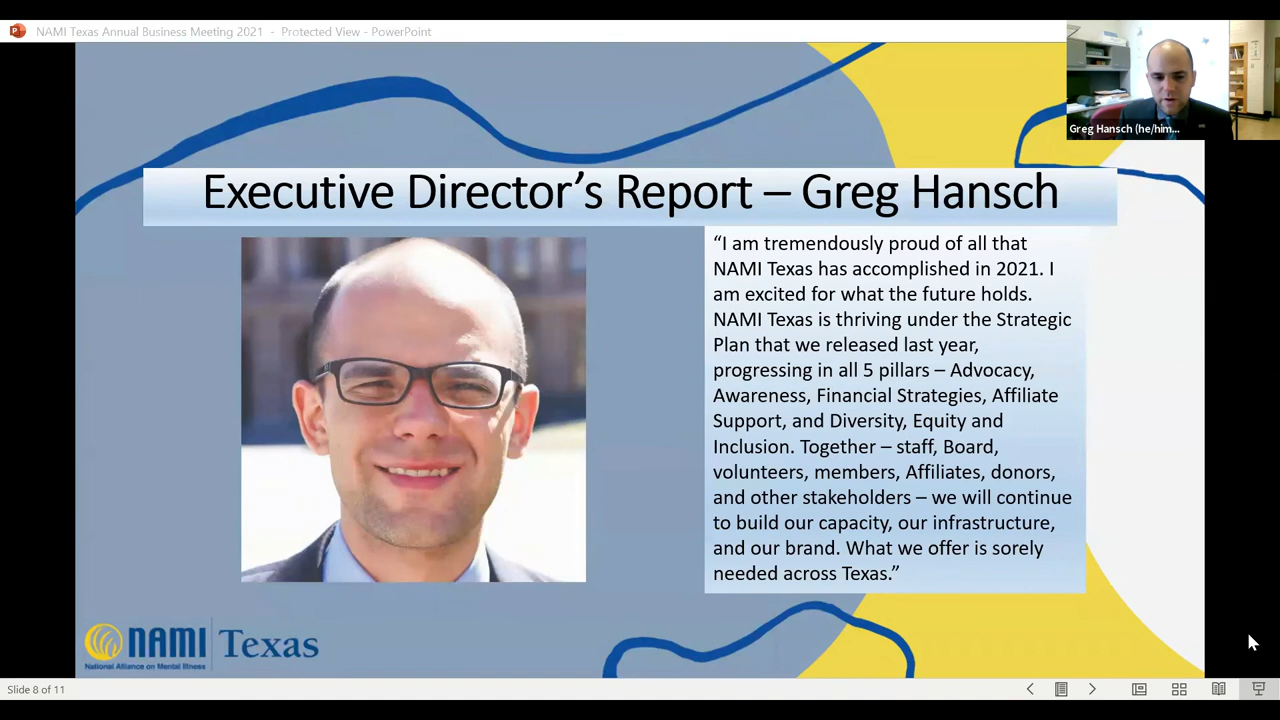 NAMI Texas Annual Business Meeting 2021 - Protected View - PowerPoint
Greg Hansch (he/him...
Executive Director’s Report – Greg Hansch
“I am tremendously proud of all that
NAMI Texas has accomplished in 2021. I
am excited for what the future holds.
NAMI Texas is thriving under the Strategic
Plan that we released last year,
progressing in all 5 pillars – Advocacy,
Awareness, Financial Strategies, Affiliate
Support, and Diversity, Equity and
Inclusion. Together – staff, Board,
volunteers, members, Affiliates, donors,
and other stakeholders – we will continue
to build our capacity, our infrastructure,
and our brand. What we offer is sorely
needed across Texas.”
NAMI Texas
National Alliance on Mental Illness
Slide 8 of 11